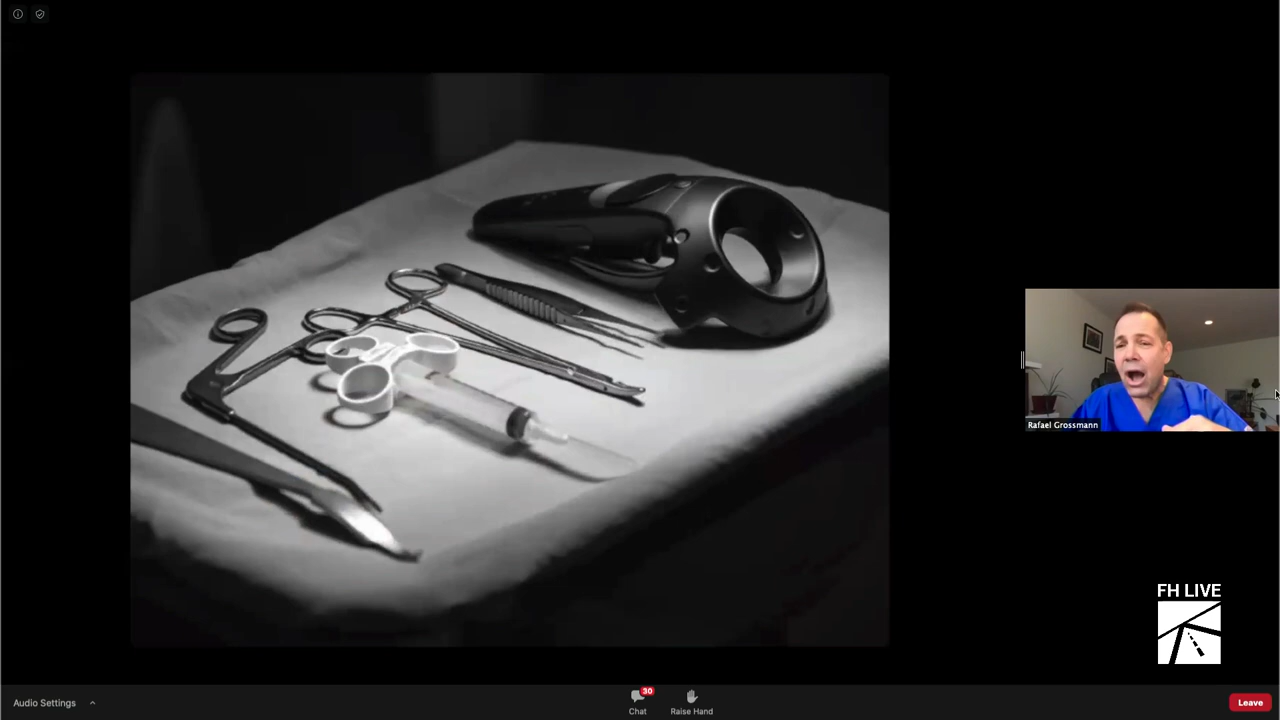 Rafael Grossmann
FH LIVE
Audio Settings
30
Chat
Raise Hand
Leave